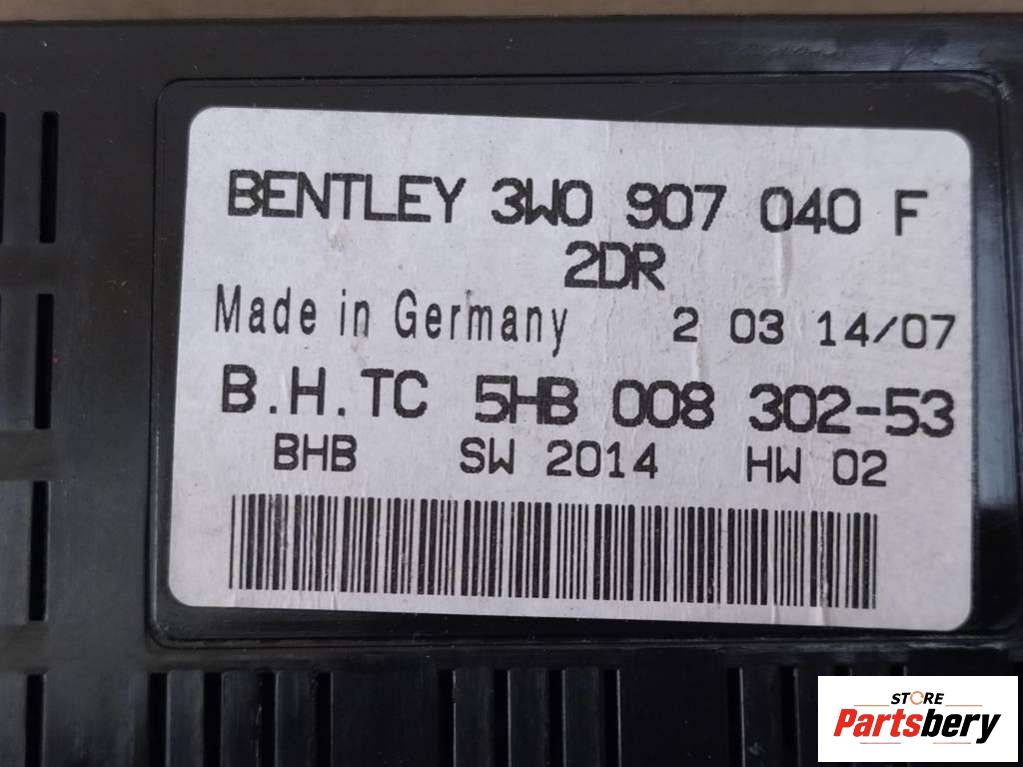 BENTLEY 3W0 907 040 F
2DR
Made in Germany 2 03 14/07
B.H.TC 5HB 008 302-53
BHB SW 2014 HW 02
STORE
Partsbery